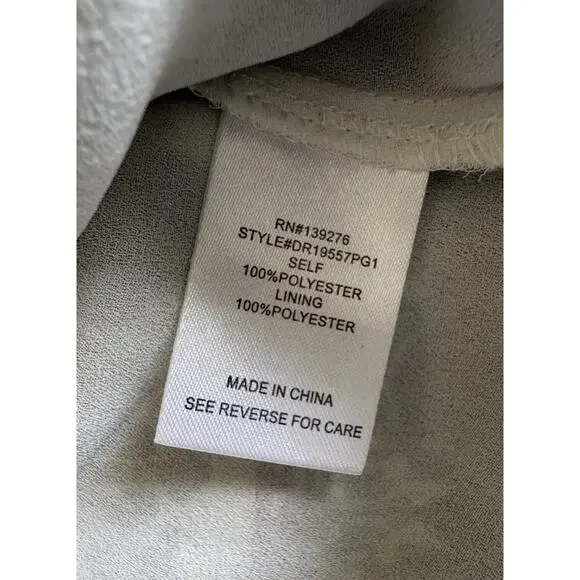 RN#139276
STYLE#DR19557PG1
SELF
100%POLYESTER
LINING
100%POLYESTER
MADE IN CHINA
SEE REVERSE FOR CARE